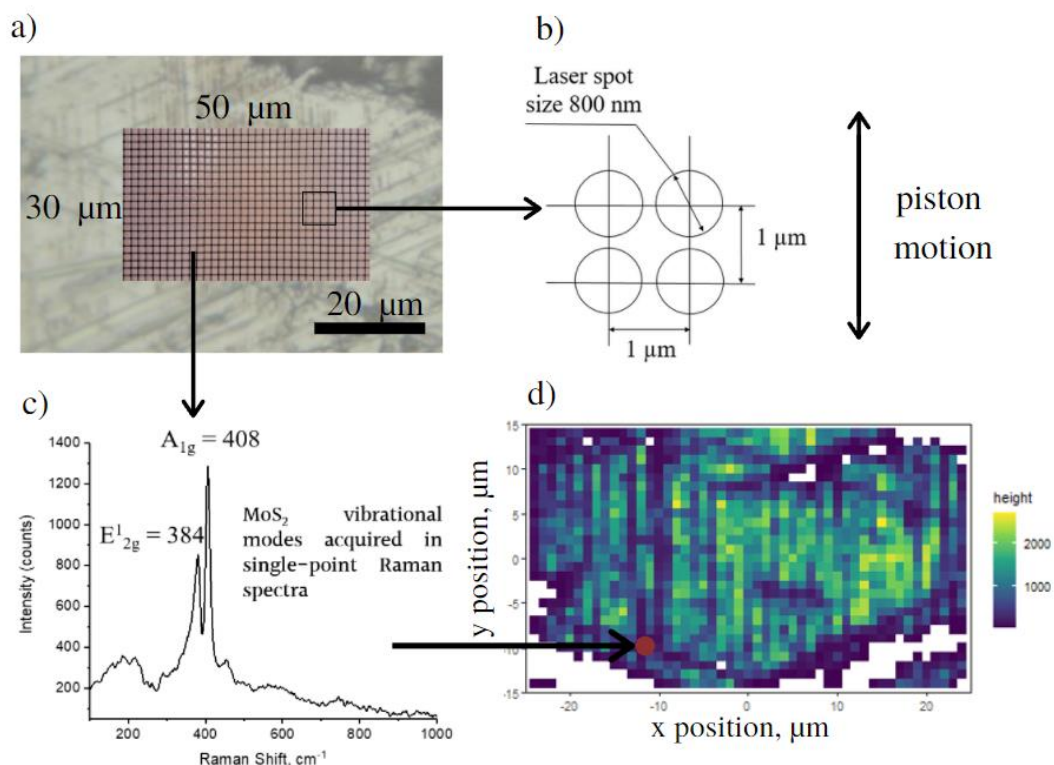 a)
50 μm
30 μm
20 μm
b)
Laser spot
size 800 nm
1 µm
1 µm
piston
motion
c)
A₁g = 408
E¹₂g = 384
MoS₂ vibrational
modes acquired in
single-point Raman
spectra
Intensity (counts)
1400
1200
1000
800
600
400
200
200 400 600 800 1000
Raman Shift, cm⁻¹
d)
y position, μm
15
10
5
0
-5
-10
-15
-20 -10 0 10 20
x position, μm
height
2000
1000